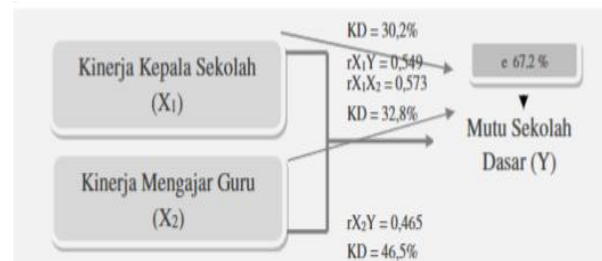 Kinerja Kepala Sekolah
(X₁)
Kinerja Mengajar Guru
(X₂)
KD = 30,2%
rX₁Y = 0,549
rX₁X₂ = 0,573
KD = 32,8%
rX₂Y = 0,465
KD = 46,5%
e 67,2 %
Mutu Sekolah
Dasar (Y)